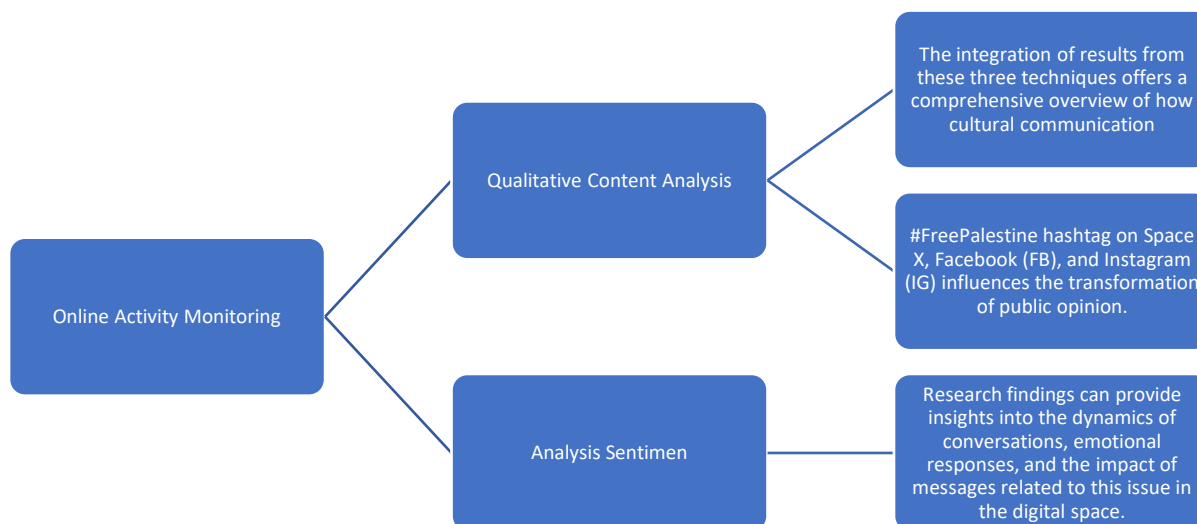 Online Activity Monitoring
Qualitative Content Analysis
The integration of results from
these three techniques offers a
comprehensive overview of how
cultural communication
#FreePalestine hashtag on Space
X, Facebook (FB), and Instagram
(IG) influences the transformation
of public opinion.
Analysis Sentimen
Research findings can provide
insights into the dynamics of
conversations, emotional
responses, and the impact of
messages related to this issue in
the digital space.